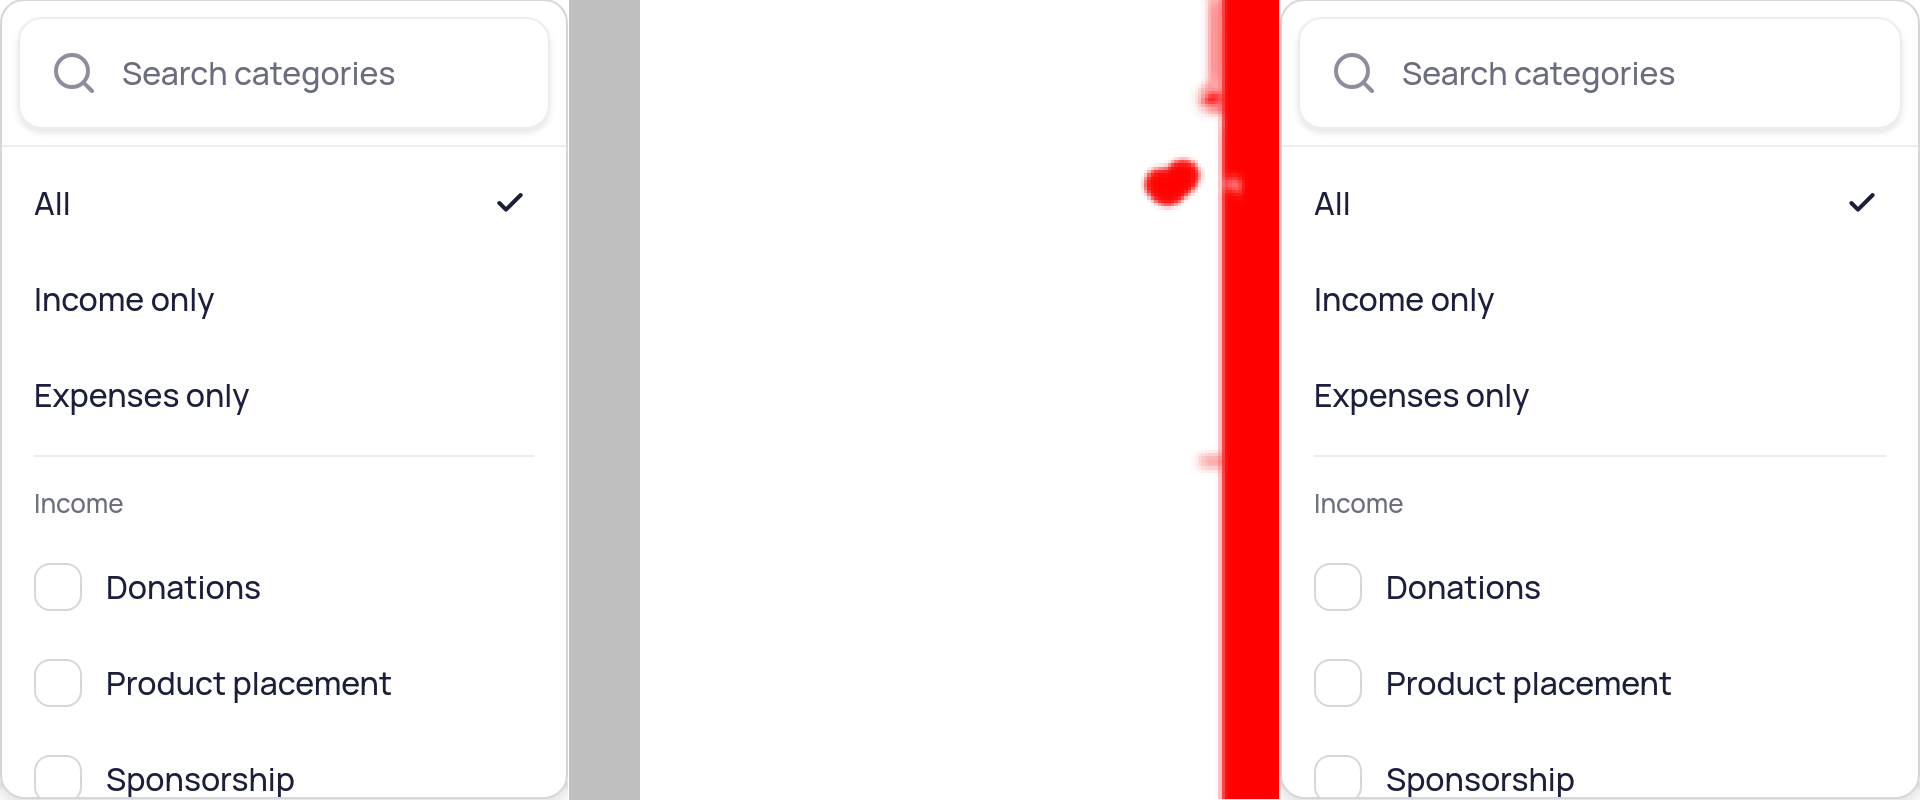 Search categories
All
Income only
Expenses only
Income
Donations
Product placement
Sponsorship
Search categories
All
Income only
Expenses only
Income
Donations
Product placement
Sponsorship